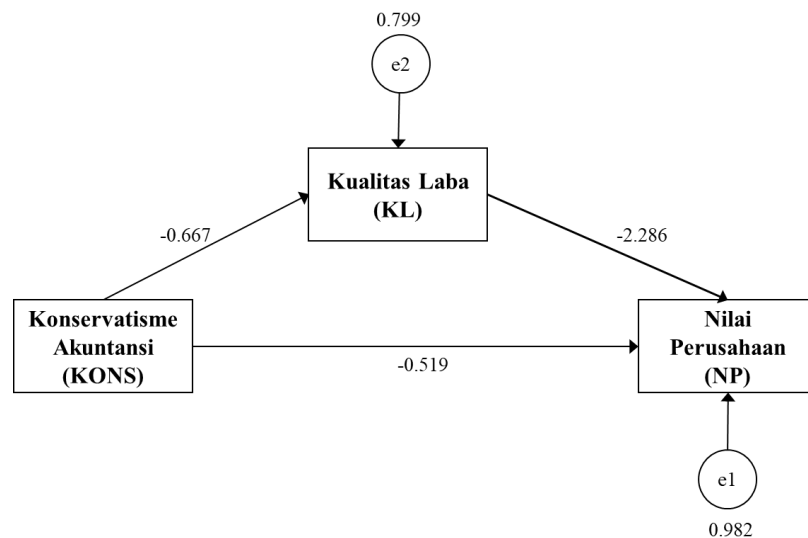 0.799
e2
Kualitas Laba
(KL)
-0.667
-2.286
Konservatisme
Akuntansi
(KONS)
-0.519
Nilai
Perusahaan
(NP)
e1
0.982